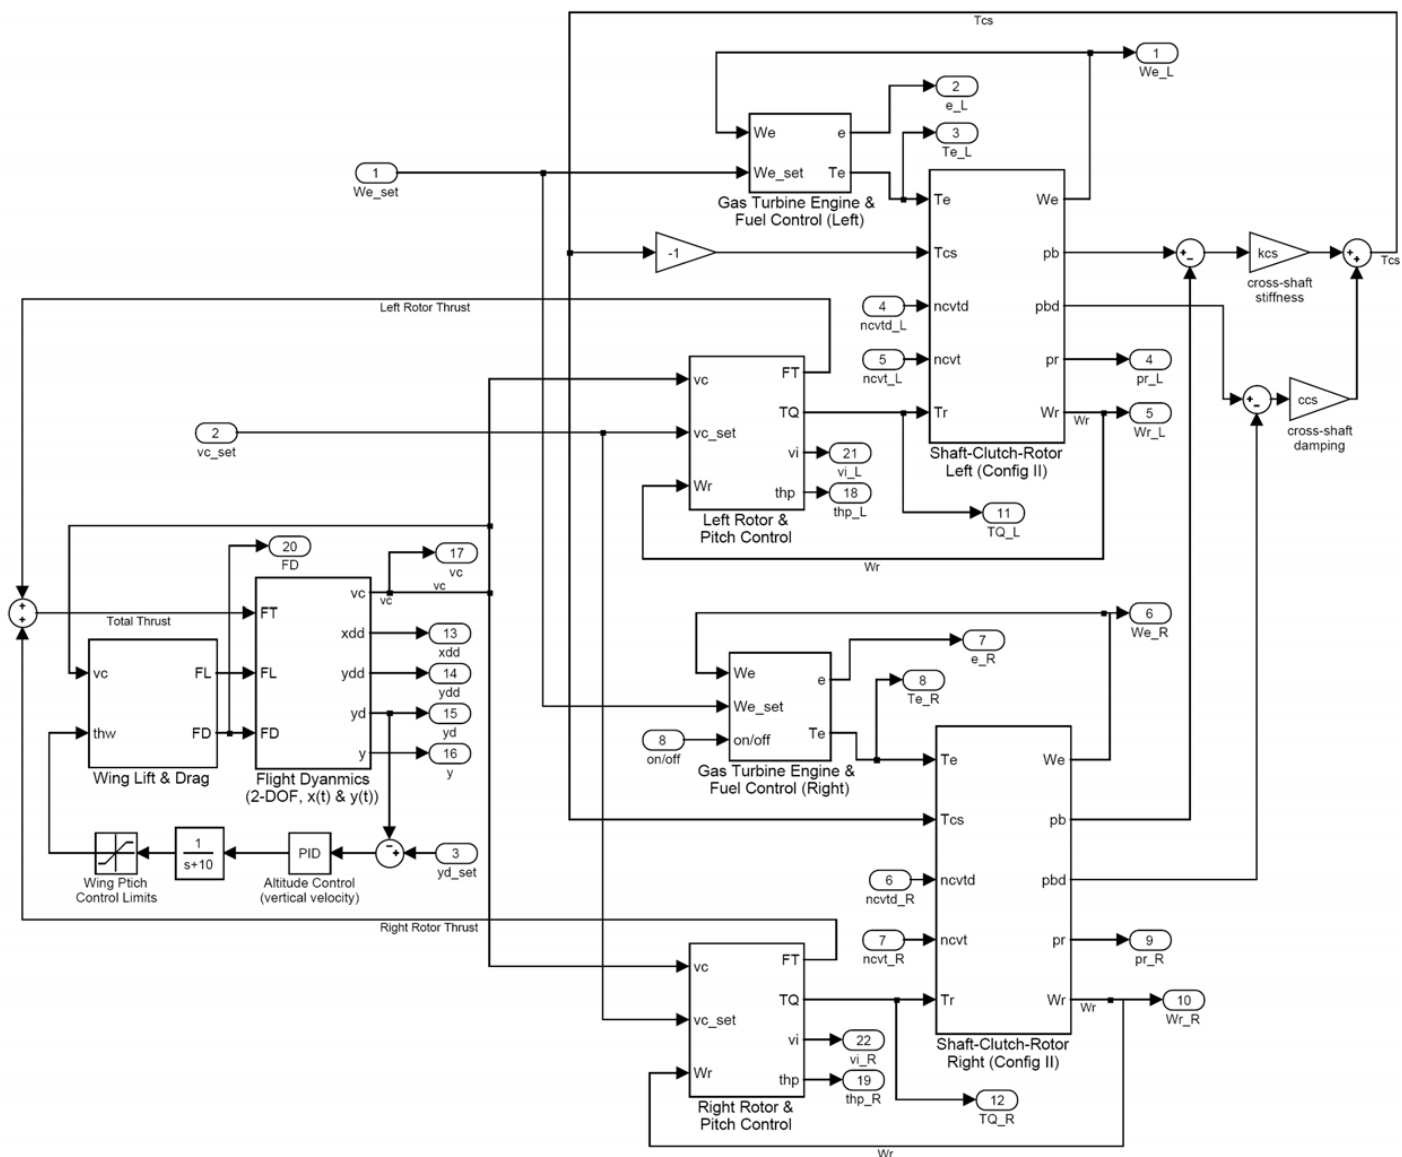 Tcs
1
We_L
2
e_L
We
e
3
Te_L
1
We_set
We_set
Te
Gas Turbine Engine &
Fuel Control (Left)
Te
We
-1
Tcs
pb
+
-
kcs
+
+
Tcs
cross-shaft
stiffness
Left Rotor Thrust
4
ncvtd_L
ncvtd
pbd
5
ncvt_L
ncvt
pr
4
pr_L
vc
FT
+
-
ccs
cross-shaft
damping
TQ
Tr
Wr
Wr
5
Wr_L
2
vc_set
vc_set
vi
21
vi_L
Shaft-Clutch-Rotor
Left (Config II)
Wr
thp
18
thp_L
Left Rotor &
Pitch Control
11
TQ_L
20
FD
17
vc
Wr
vc
vc
vc
+
+
Total Thrust
FT
6
We_R
xdd
13
xdd
7
e_R
vc
FL
FL
ydd
14
ydd
We
e
8
Te_R
We_set
yd
15
yd
thw
FD
FD
Te
8
on/off
on/off
y
16
y
Te
We
Wing Lift & Drag
Flight Dyanmics
(2-DOF, x(t) & y(t))
Gas Turbine Engine &
Fuel Control (Right)
Tcs
pb
1
s+10
PID
-
+
3
yd_set
Wing Ptich
Control Limits
Altitude Control
(vertical velocity)
6
ncvtd_R
ncvtd
pbd
Right Rotor Thrust
7
ncvt_R
ncvt
pr
9
pr_R
vc
FT
TQ
Tr
Wr
Wr
10
Wr_R
vc_set
vi
22
vi_R
Shaft-Clutch-Rotor
Right (Config II)
Wr
thp
19
thp_R
Right Rotor &
Pitch Control
12
TQ_R
Wr